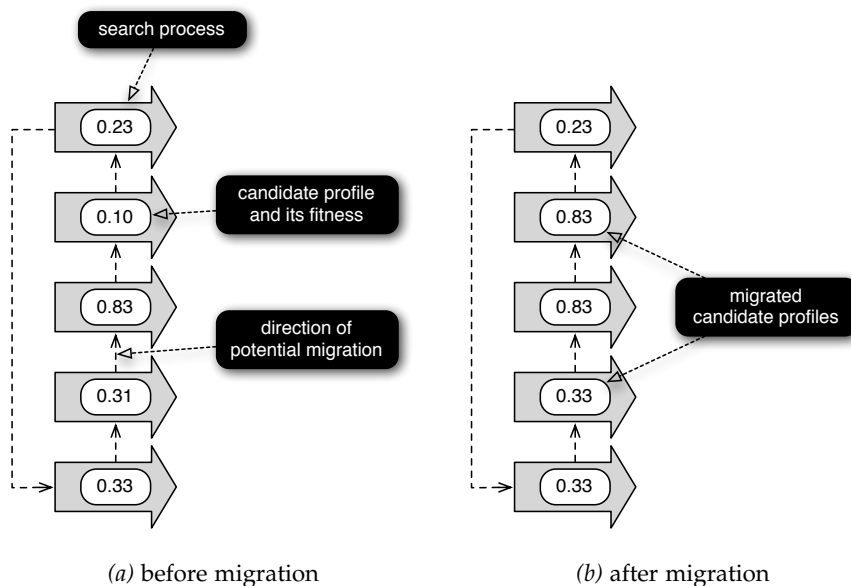 search process
0.23
0.10
candidate profile
and its fitness
0.83
direction of
potential migration
0.31
0.33
(a) before migration
0.23
0.83
0.83
migrated
candidate profiles
0.33
0.33
(b) after migration